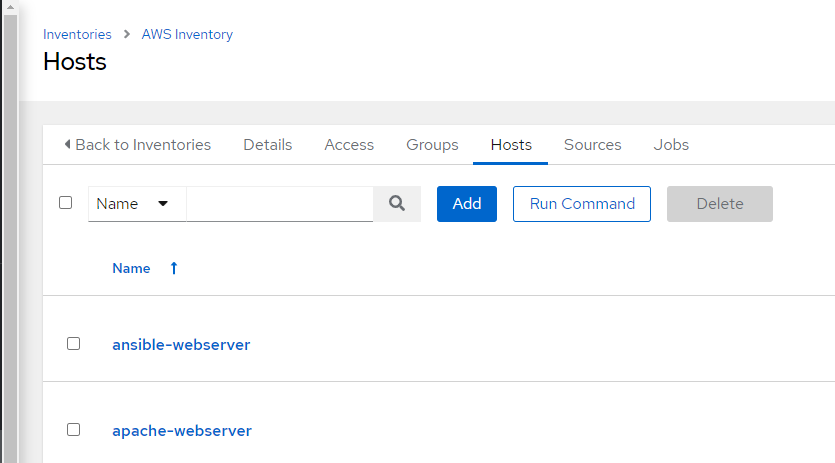 Inventories > AWS Inventory
Hosts
Back to Inventories Details Access Groups Hosts Sources Jobs
Name Add Run Command Delete
Name
ansible-webserver
apache-webserver